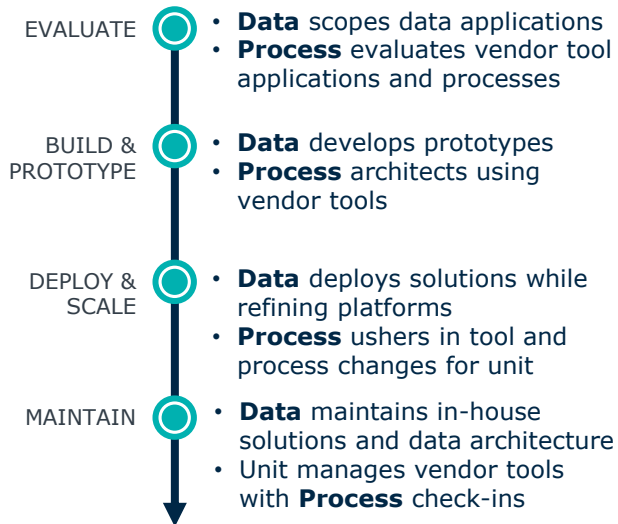 EVALUATE
• Data scopes data applications
• Process evaluates vendor tool
applications and processes
BUILD &
PROTOTYPE
• Data develops prototypes
• Process architects using
vendor tools
DEPLOY &
SCALE
• Data deploys solutions while
refining platforms
• Process ushers in tool and
process changes for unit
MAINTAIN
• Data maintains in-house
solutions and data architecture
• Unit manages vendor tools
with Process check-ins